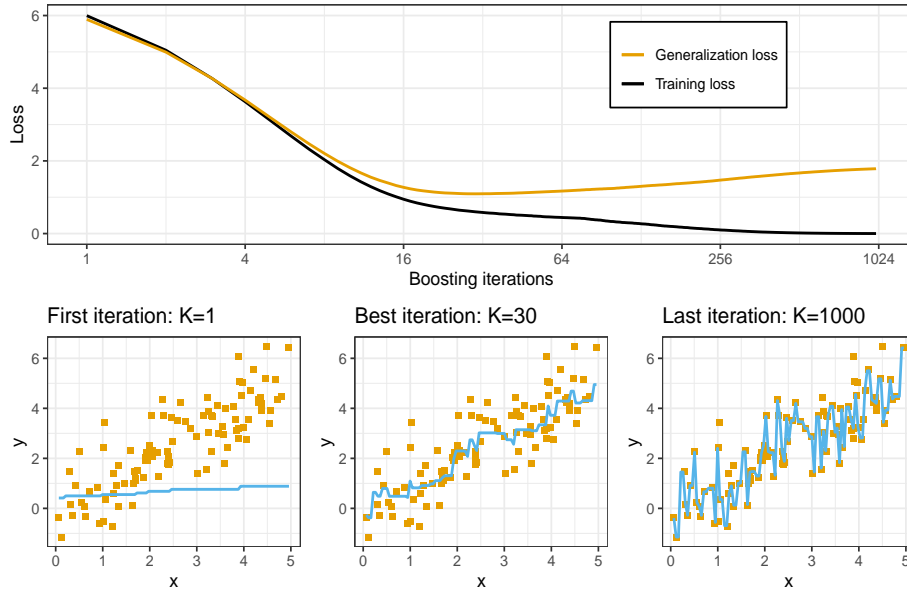 6
4
2
0
Loss
Generalization loss
Training loss
1 4 16 64 256 1024
Boosting iterations
First iteration: K=1
6
4
2
0
y
0 1 2 3 4 5
x
Best iteration: K=30
6
4
2
0
y
0 1 2 3 4 5
x
Last iteration: K=1000
6
4
2
0
y
0 1 2 3 4 5
x